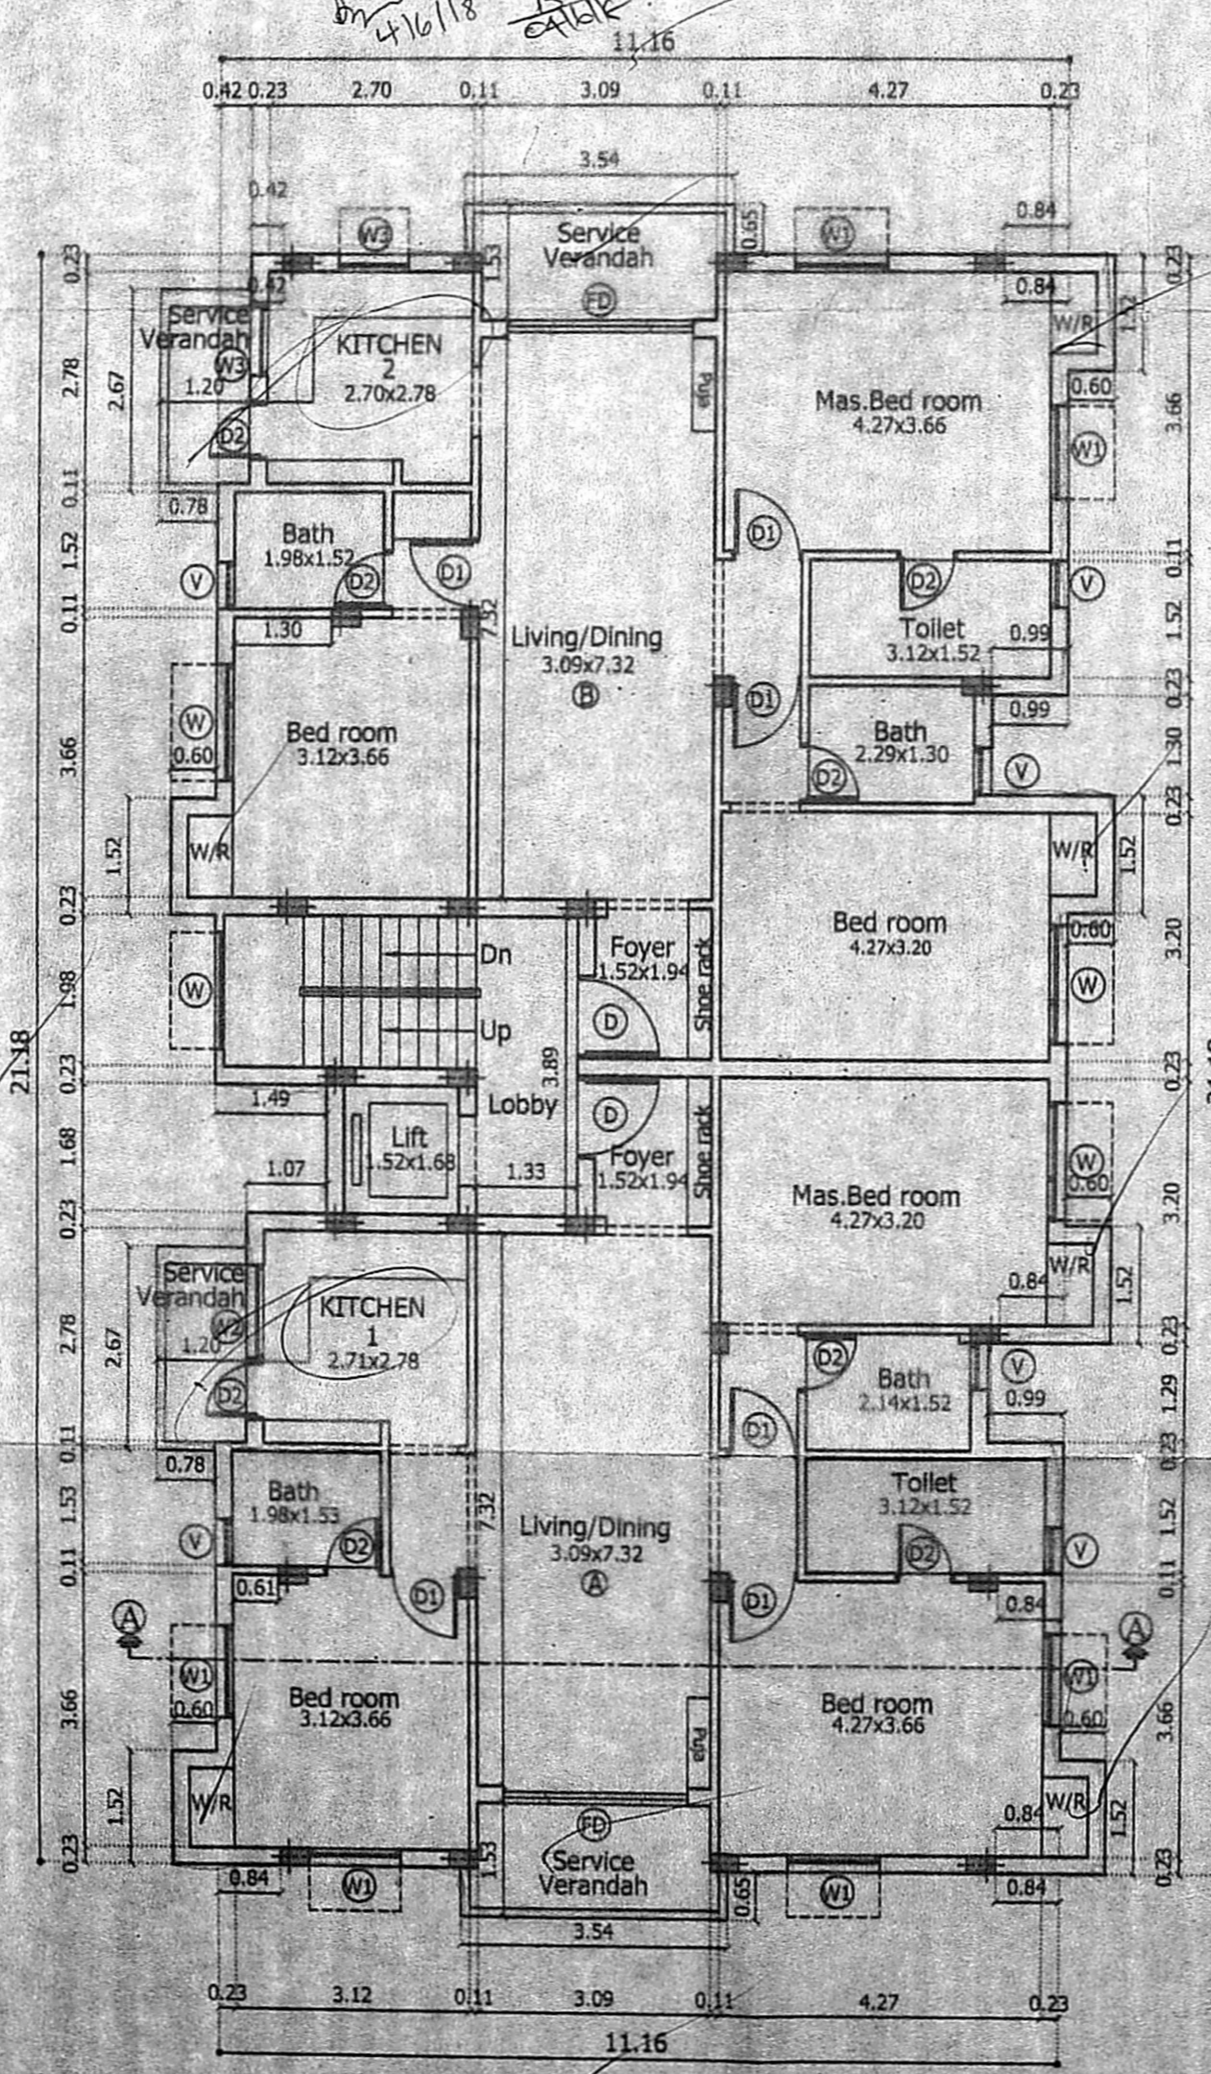 4/6/18
11.16
0.42 0.23 2.70 0.11 3.09 0.11 4.27 0.23
3.54
0.42
0.84
0.65
W3
Service
Verandah
W1
1.53
FD
0.23
0.23
0.42
0.84
W/R
1.52
Service
Verandah
W3
1.20
KITCHEN
2
2.70x2.78
Puja
Mas.Bed room
4.27x3.66
0.60
2.78
2.67
3.66
D2
W1
0.11
0.78
Bath
1.98x1.52
D2
D1
D1
1.52
V
0.11
D2
V
0.11
1.30
7.32
Living/Dining
3.09x7.32
B
Toilet
3.12x1.52
0.99
1.52
D1
0.23
W
0.60
Bed room
3.12x3.66
Bath
2.29x1.30
D2
0.99
V
1.30
3.66
0.23
1.52
W/R
W/R
1.52
0.23
Bed room
4.27x3.20
0.60
3.20
Dn
Foyer
1.52x1.94
Shoe rack
W
1.98
D
W
Up
21.18
0.23
3.89
0.23
1.49
Lobby
D
Lift
1.52x1.68
1.68
1.07
1.33
Foyer
1.52x1.94
Shoe rack
W
0.60
Mas.Bed room
4.27x3.20
3.20
0.23
Service
Verandah
1.20
KITCHEN
1
2.71x2.78
W/R
0.84
1.52
2.78
2.67
0.23
D2
D2
Bath
2.14x1.52
V
0.99
1.29
D1
0.11
0.78
0.23
Bath
1.98x1.53
D2
7.32
Toilet
3.12x1.52
1.53
V
Living/Dining
3.09x7.32
A
D2
V
1.52
0.11
0.61
D1
D1
0.84
0.11
A
A
W1
0.60
Bed room
3.12x3.66
Puja
Bed room
4.27x3.66
W1
0.60
3.66
3.66
1.52
W/R
FD
0.84
W/R
1.52
0.23
1.53
Service
Verandah
0.23
0.84
W1
0.65
W1
0.84
3.54
0.23 3.12 0.11 3.09 0.11 4.27 0.23
11.16